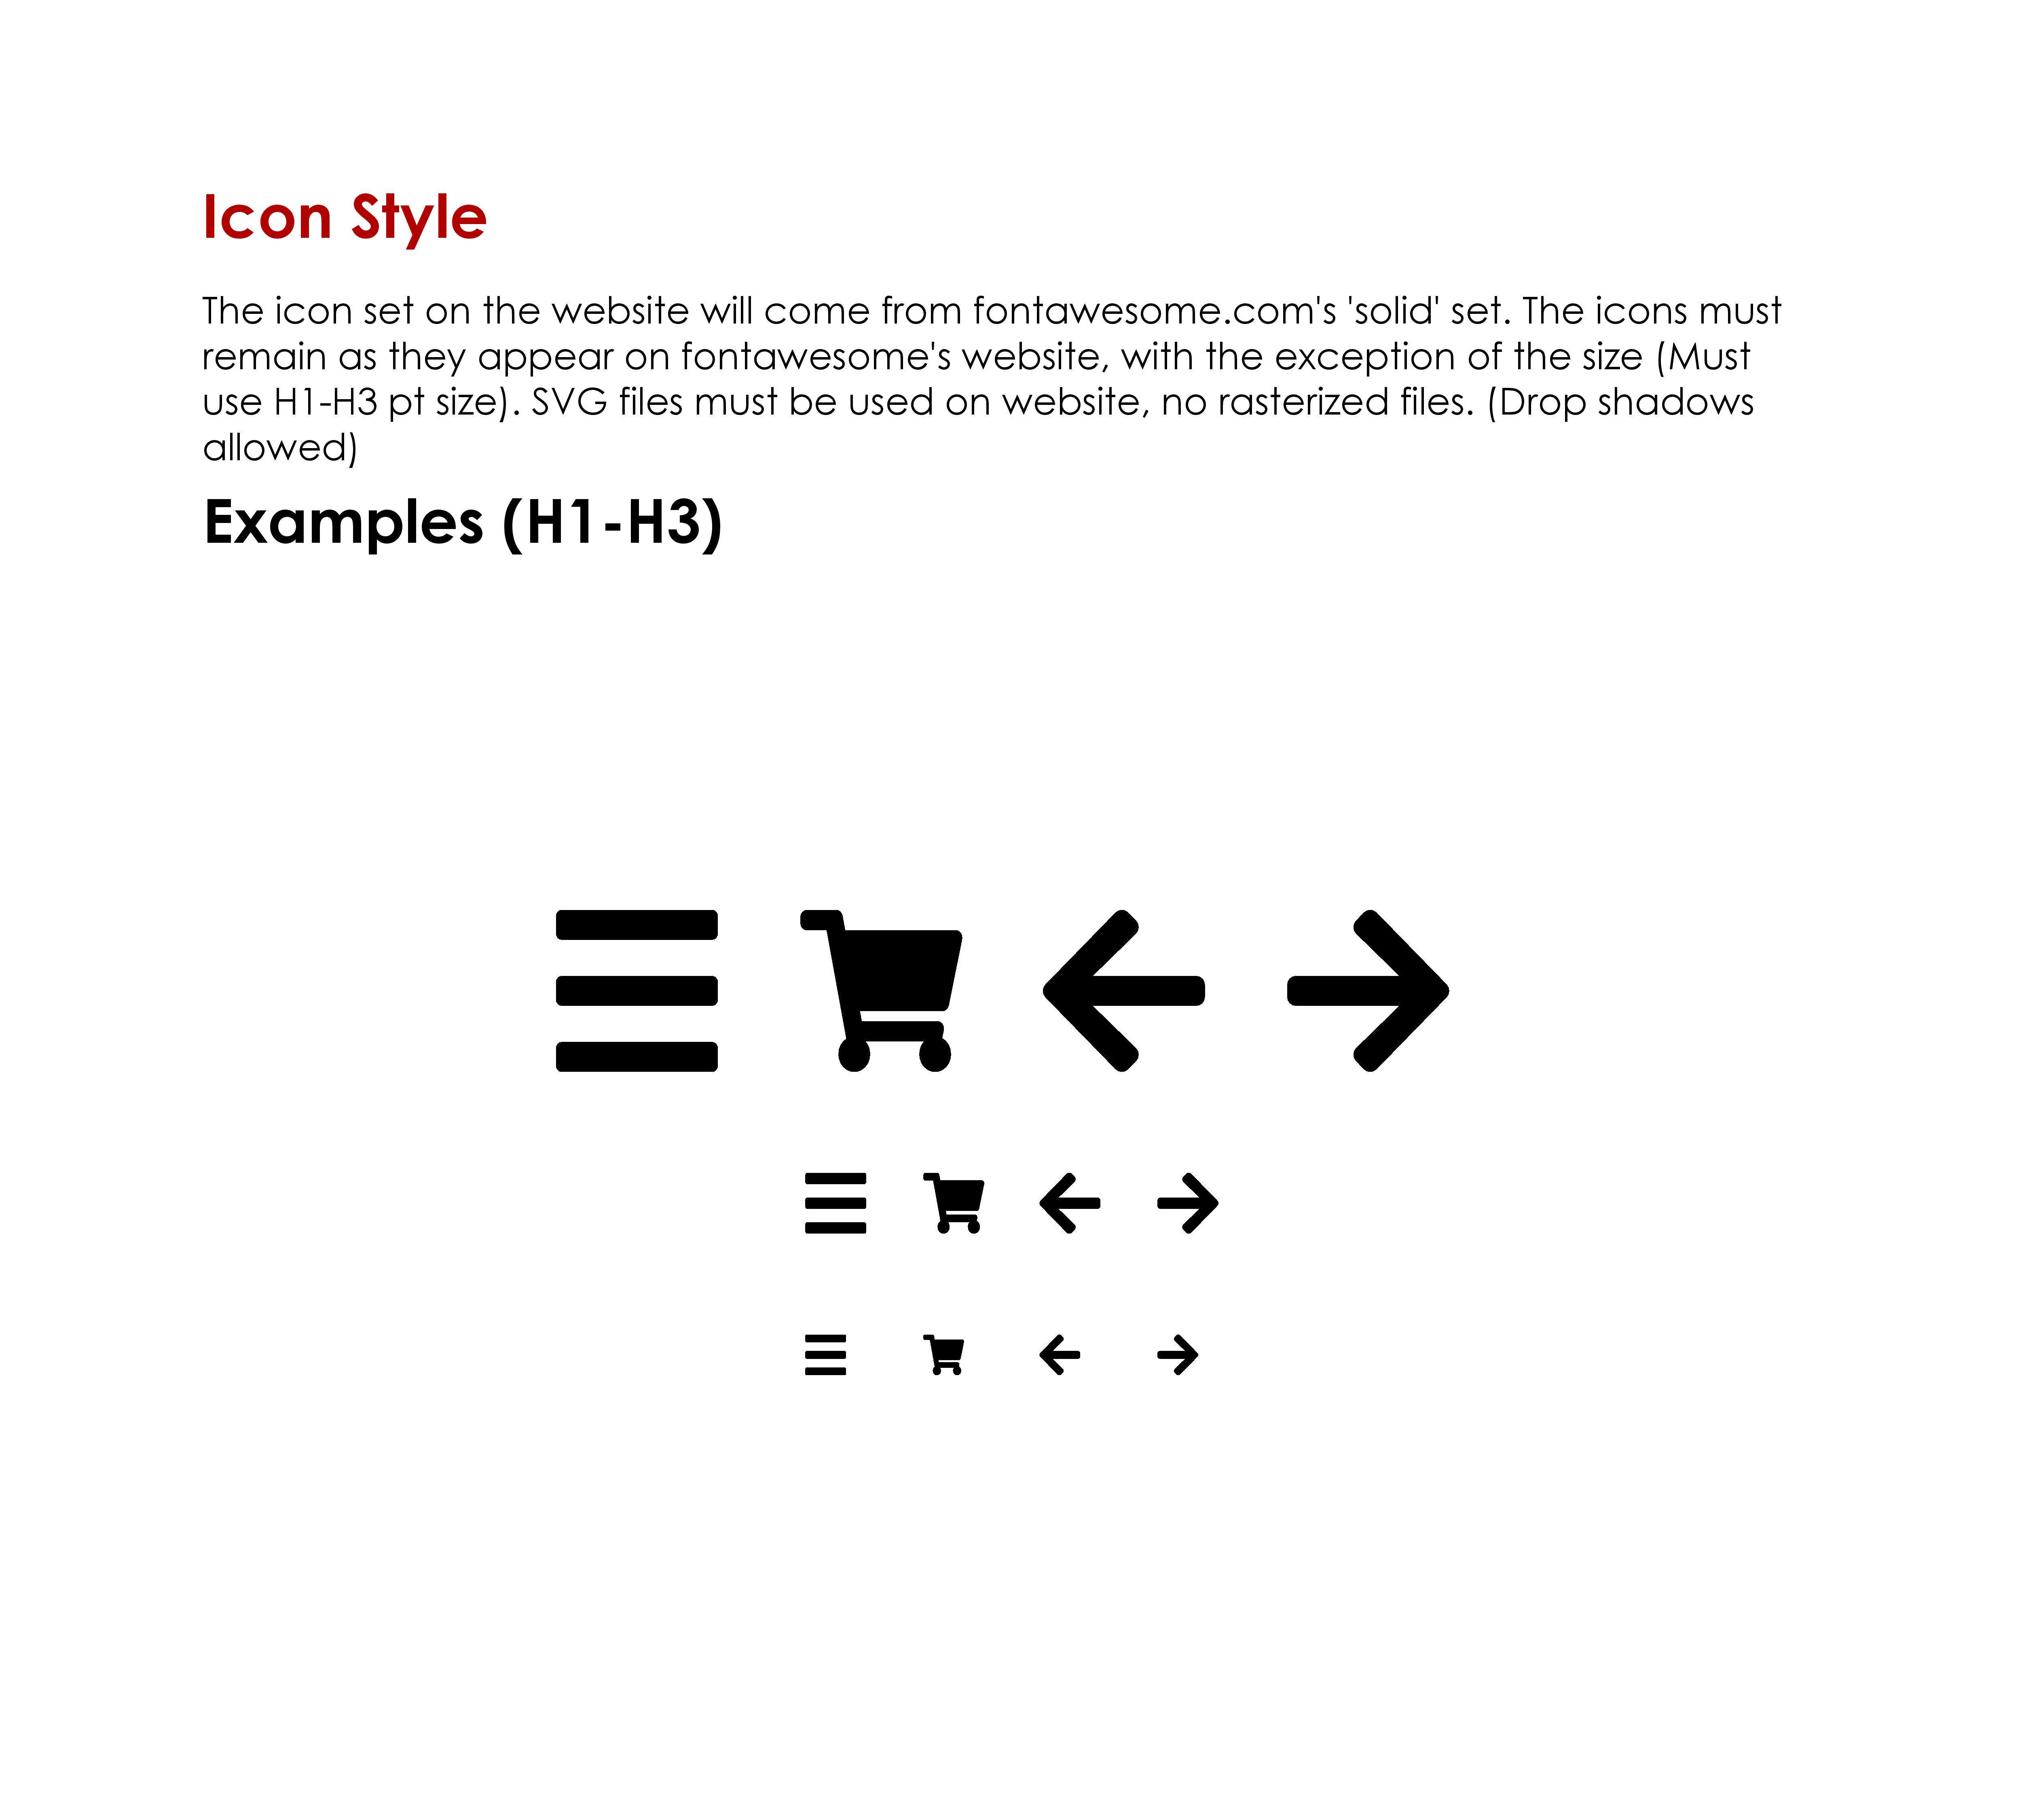 Icon Style
The icon set on the website will come from fontawesome.com's 'solid' set. The icons must
remain as they appear on fontawesome's website, with the exception of the size (Must
use H1-H3 pt size). SVG files must be used on website, no rasterized files. (Drop shadows
allowed)
Examples (H1-H3)